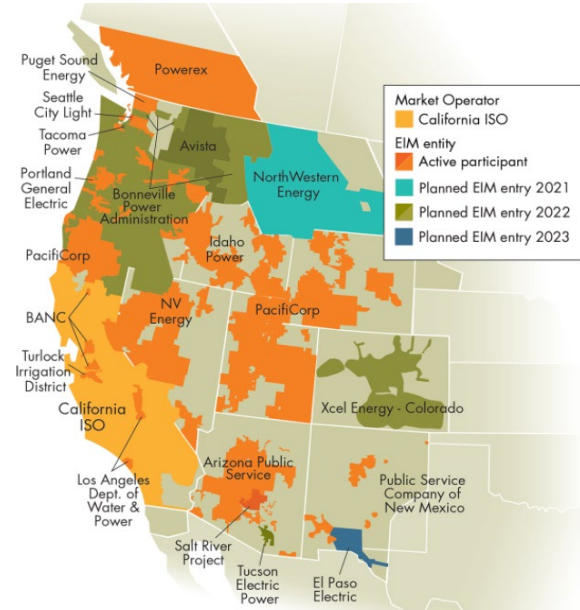 Puget Sound
Energy
Seattle
City Light
Tacoma
Power
Portland
General
Electric
PacifiCorp
BANC
Turlock
Irrigation
District
California
ISO
Los Angeles
Dept. of
Water &
Power
Powerex
Avista
Bonneville
Power
Administration
NorthWestern
Energy
Idaho
Power
NV
Energy
PacifiCorp
Xcel Energy - Colorado
Arizona Public
Service
Salt River
Project
Tucson
Electric
Power
Public Service
Company of
New Mexico
El Paso
Electric
Market Operator
California ISO
EIM entity
Active participant
Planned EIM entry 2021
Planned EIM entry 2022
Planned EIM entry 2023